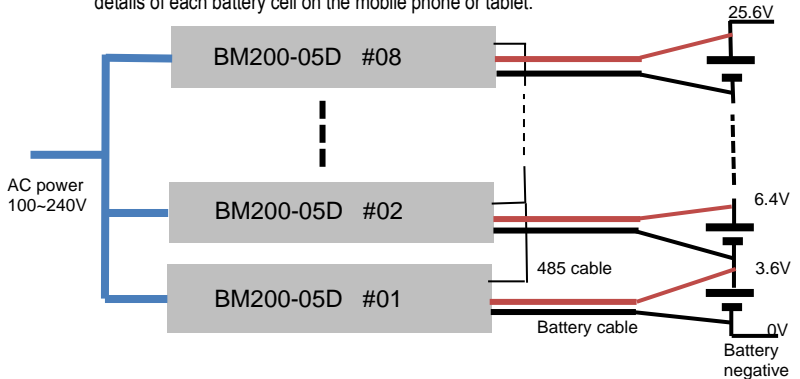 details of each battery cell on the mobile phone or tablet.
25.6V
BM200-05D #08
AC power
100~240V
BM200-05D #02
6.4V
485 cable
3.6V
BM200-05D #01
Battery cable
0V
Battery
negative